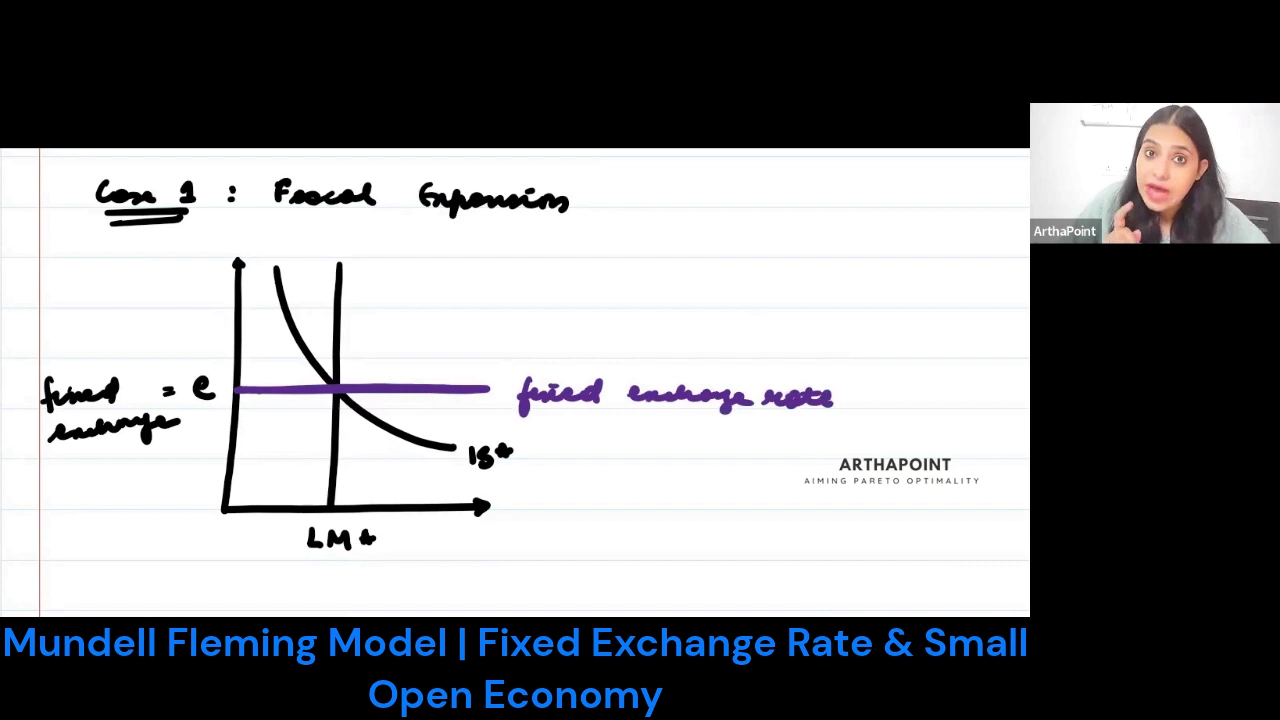 Case 1 : Fiscal Expansion
fixed = e
exchange
fixed exchange rate
IS*
LM*
ARTHAPOINT
AIMING PARETO OPTIMALITY
ArthaPoint
Mundell Fleming Model | Fixed Exchange Rate & Small
Open Economy